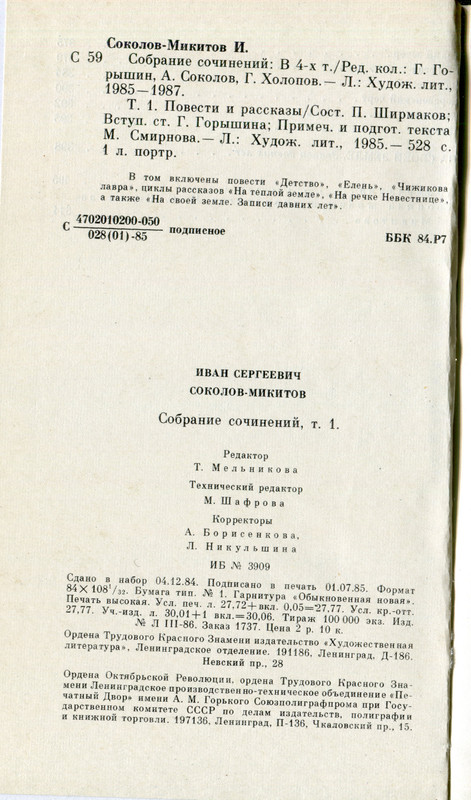 Соколов-Микитов И.
С 59 Собрание сочинений: В 4-х т./Ред. кол.: Г. Го-
рышин, А. Соколов, Г. Холопов.— Л.: Худож. лит.,
1985—1987.
Т. 1. Повести и рассказы/Сост. П. Ширмаков;
Вступ. ст. Г. Горышина; Примеч. и подгот. текста
М. Смирнова.— Л.: Худож. лит., 1985.— 528 с.
1 л. портр.
В том включены повести «Детство», «Елень», «Чижикова
лавра», циклы рассказов «На теплой земле», «На речке Невестнице»,
а также «На своей земле. Записи давних лет».
С 4702010200-050
028(01)-85 подписное
ББК 84.Р7
ИВАН СЕРГЕЕВИЧ
СОКОЛОВ-МИКИТОВ
Собрание сочинений, т. 1.
Редактор
Т. Мельникова
Технический редактор
М. Шафрова
Корректоры
А. Борисенкова,
Л. Никульшина
ИБ № 3909
Сдано в набор 04.12.84. Подписано в печать 01.07.85. Формат
84×108¹/₃₂. Бумага тип. № 1. Гарнитура «Обыкновенная новая».
Печать высокая. Усл. печ. л. 27,72+вкл. 0,05=27,77. Усл. кр.-отт.
27,77. Уч.-изд. л. 30,01+1 вкл.=30,06. Тираж 100 000 экз. Изд.
№ Л III-86. Заказ 1737. Цена 2 р. 10 к.
Ордена Трудового Красного Знамени издательство «Художественная
литература», Ленинградское отделение. 191186, Ленинград, Д-186,
Невский пр., 28
Ордена Октябрьской Революции, ордена Трудового Красного Зна-
мени Ленинградское производственно-техническое объединение «Пе-
чатный Двор» имени А. М. Горького Союзполиграфпрома при Госу-
дарственном комитете СССР по делам издательств, полиграфии
и книжной торговли. 197136, Ленинград, П-136, Чкаловский пр., 15.